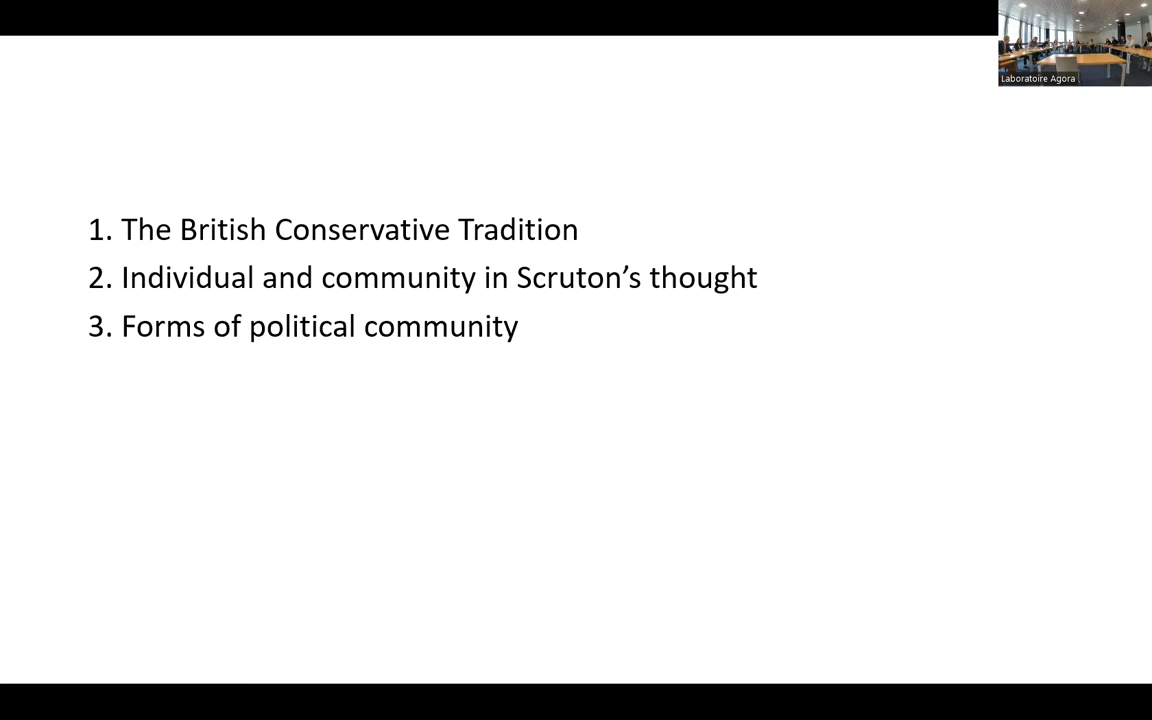 Laboratoire Agora
1. The British Conservative Tradition
2. Individual and community in Scruton’s thought
3. Forms of political community